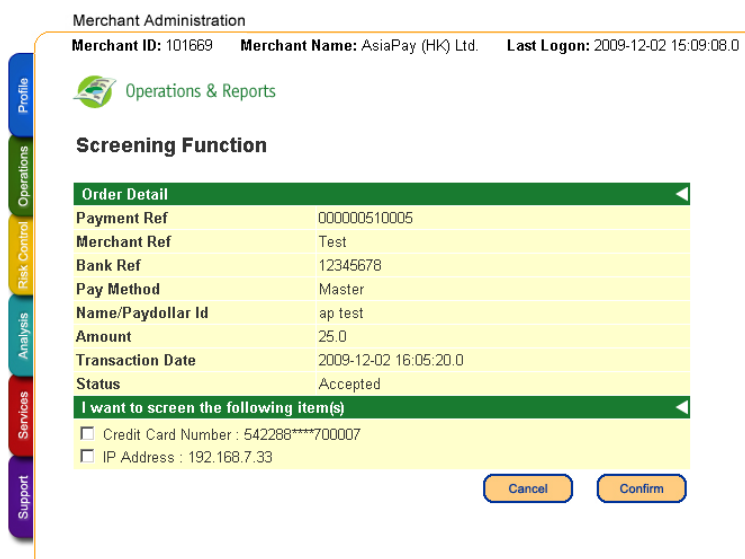 Merchant Administration
Merchant ID: 101669 Merchant Name: AsiaPay (HK) Ltd. Last Logon: 2009-12-02 15:09:08.0
Profile
Operations & Reports
Screening Function
Operations
Order Detail
Payment Ref 000000510005
Merchant Ref Test
Risk Control
Bank Ref 12345678
Pay Method Master
Name/Paydollar Id ap test
Analysis
Amount 25.0
Transaction Date 2009-12-02 16:05:20.0
Status Accepted
Services
I want to screen the following item(s)
Credit Card Number : 542288****700007
IP Address : 192.168.7.33
Support
Cancel Confirm